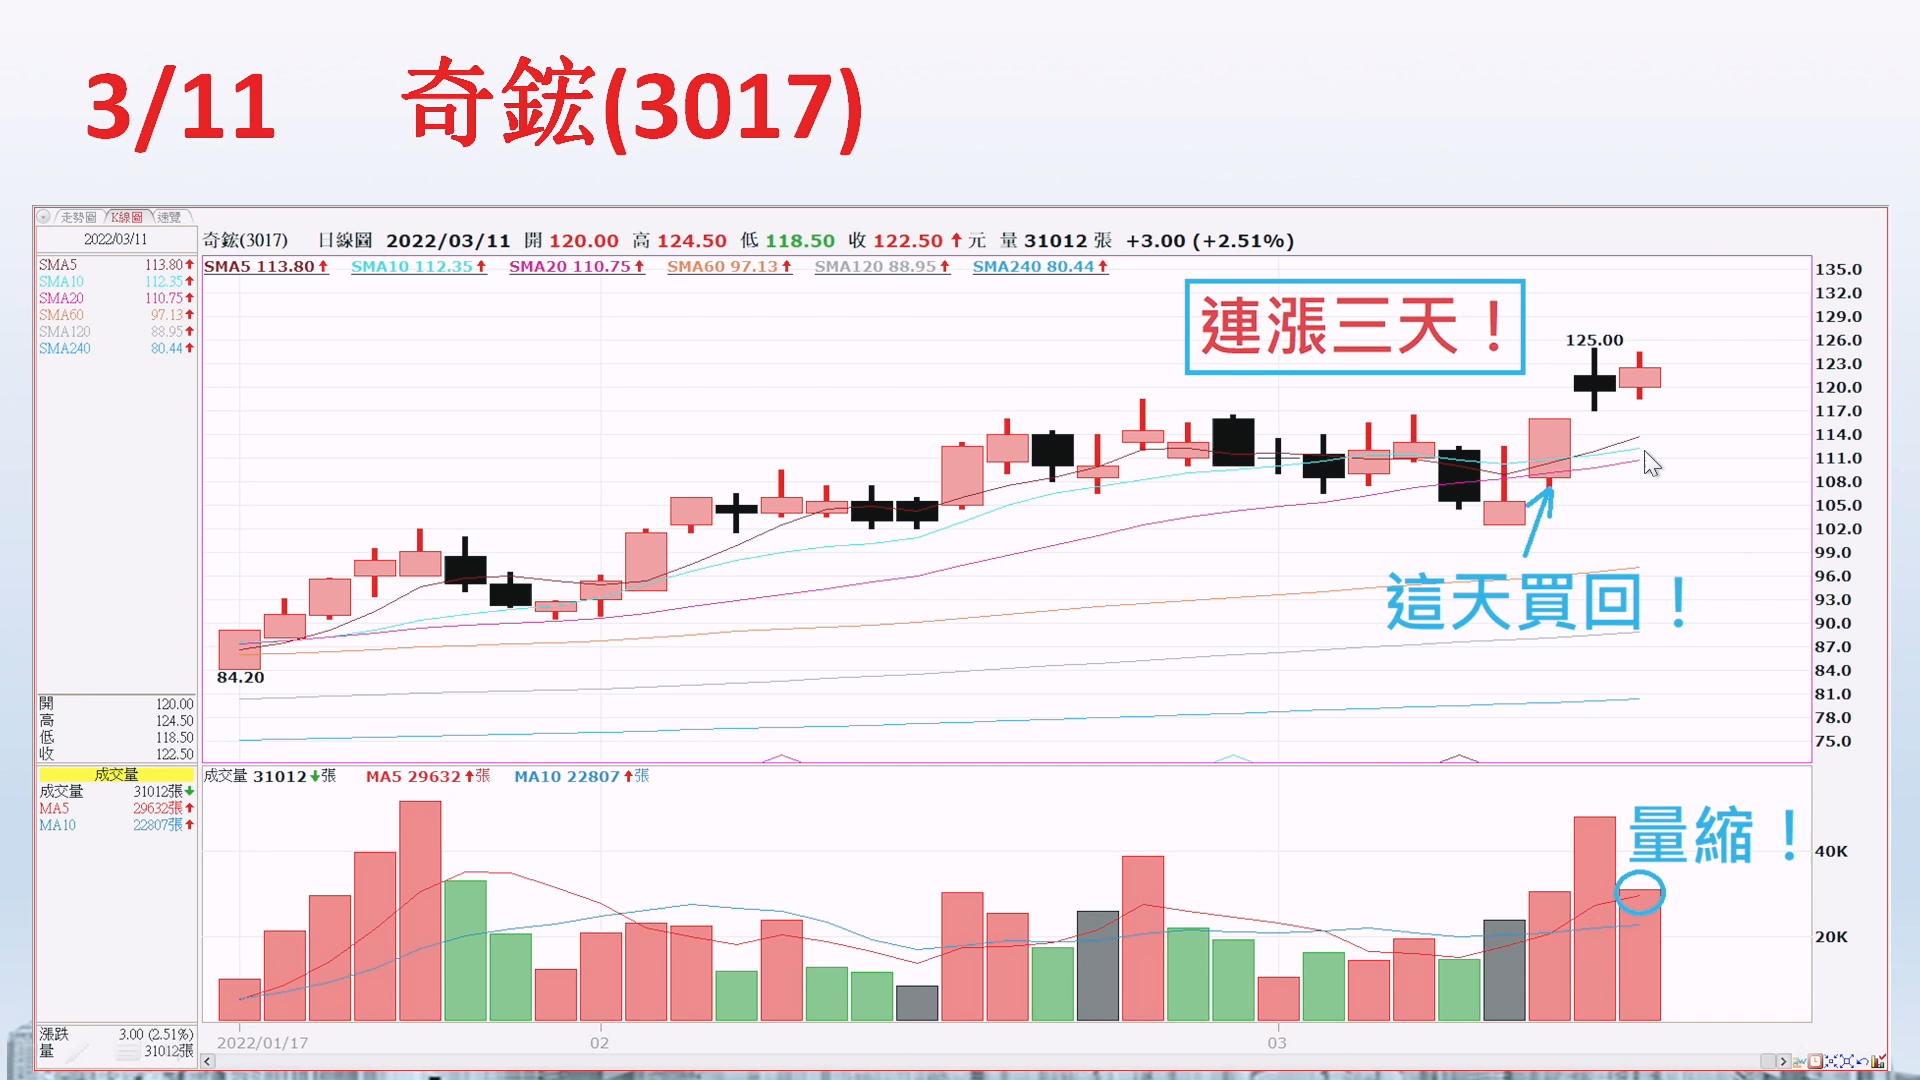 3/11 奇鋐(3017)
走勢圖 K線圖 速覽
2022/03/11
奇鋐(3017) 日線圖 2022/03/11 開 120.00 高 124.50 低 118.50 收 122.50 元 量 31012 張 +3.00 (+2.51%)
SMA5 113.80
SMA10 112.35
SMA20 110.75
SMA60 97.13
SMA120 88.95
SMA240 80.44
SMA5 113.80 SMA10 112.35 SMA20 110.75 SMA60 97.13 SMA120 88.95 SMA240 80.44
連漲三天！
125.00
這天買回！
84.20
135.0
132.0
129.0
126.0
123.0
120.0
117.0
114.0
111.0
108.0
105.0
102.0
99.0
96.0
93.0
90.0
87.0
84.0
81.0
78.0
75.0
開 120.00
高 124.50
低 118.50
收 122.50
成交量
成交量 31012張
MA5 29632張
MA10 22807張
成交量 31012張 MA5 29632張 MA10 22807張
量縮！
40K
20K
漲跌 3.00 (2.51%)
量 31012張
2022/01/17 02 03